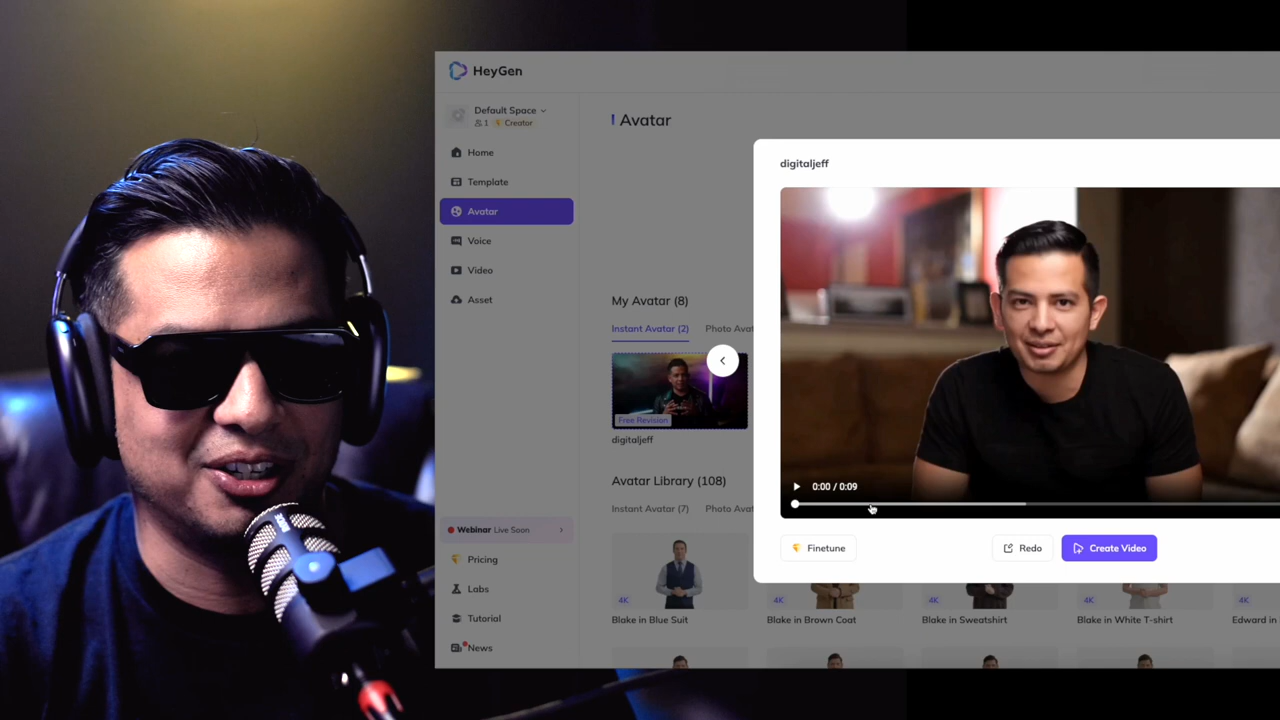 HeyGen
Default Space
1 Creator
Home
Template
Avatar
Voice
Video
Asset
Webinar Live Soon
Pricing
Labs
Tutorial
News
Avatar
My Avatar (8)
Instant Avatar (2) Photo Avat
Free Revision
digitaljeff
Avatar Library (108)
Instant Avatar (7) Photo Avat
4K
Blake in Blue Suit
4K
Blake in Brown Coat
4K
Blake in Sweatshirt
4K
Blake in White T-shirt
4K
Edward in
digitaljeff
0:00 / 0:09
Finetune
Redo
Create Video